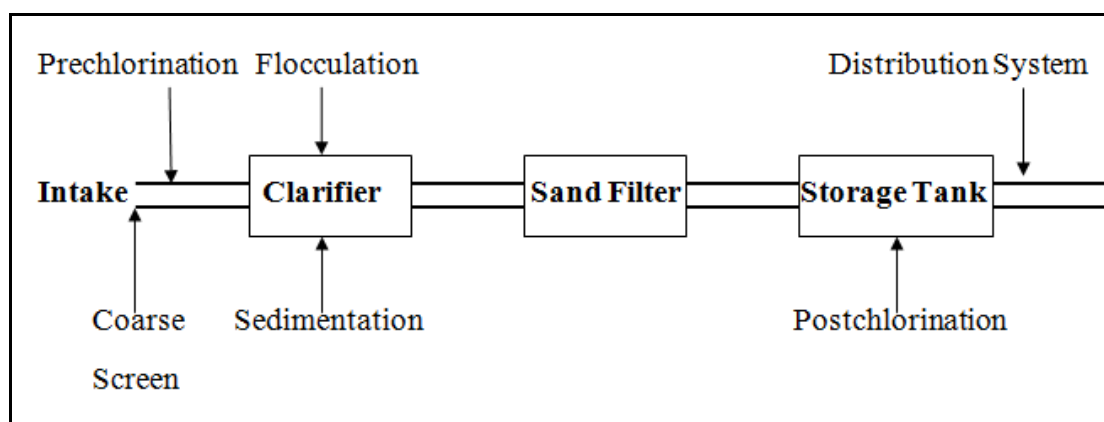 Prechlorination Flocculation Distribution System
Intake Clarifier Sand Filter Storage Tank
Coarse Sedimentation Postchlorination
Screen